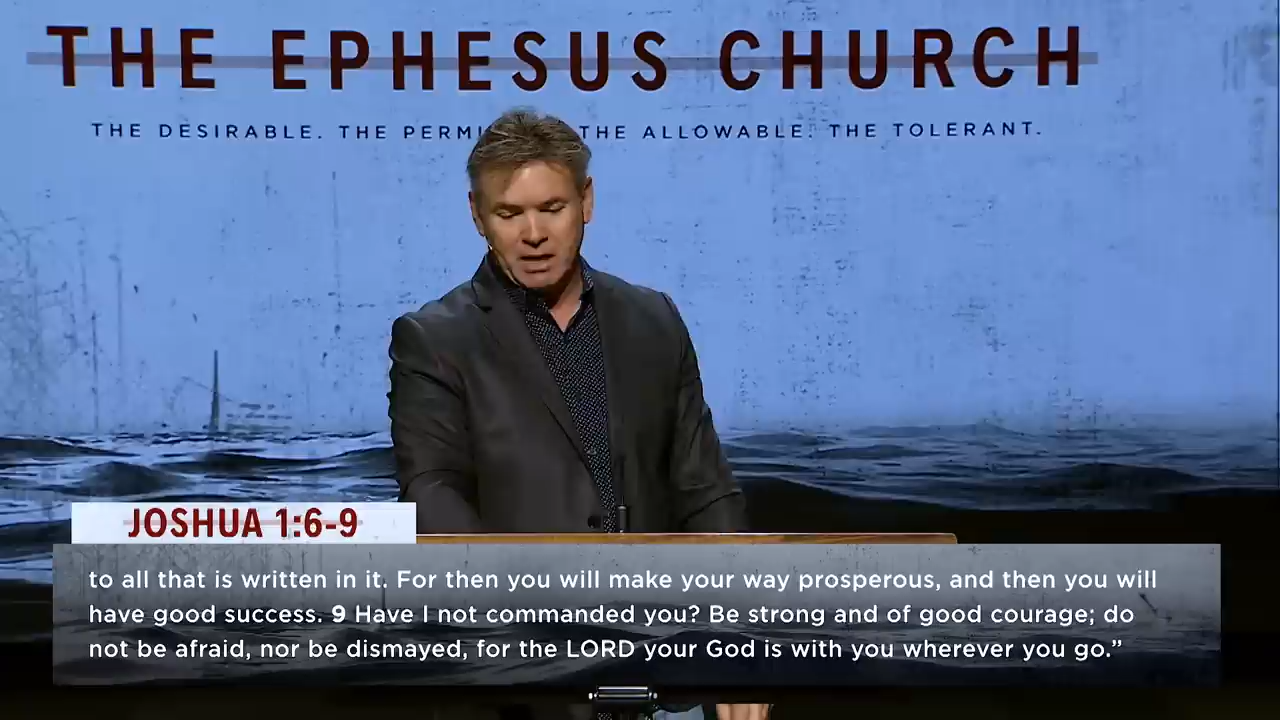 THE EPHESUS CHURCH
THE DESIRABLE. THE THE ALLOWABLE. THE TOLERANT.
JOSHUA 1:6-9
to all that is written in it. For then you will make your way prosperous, and then you will
have good success. 9 Have I not commanded you? Be strong and of good courage; do
not be afraid, nor be dismayed, for the LORD your God is with you wherever you go.”